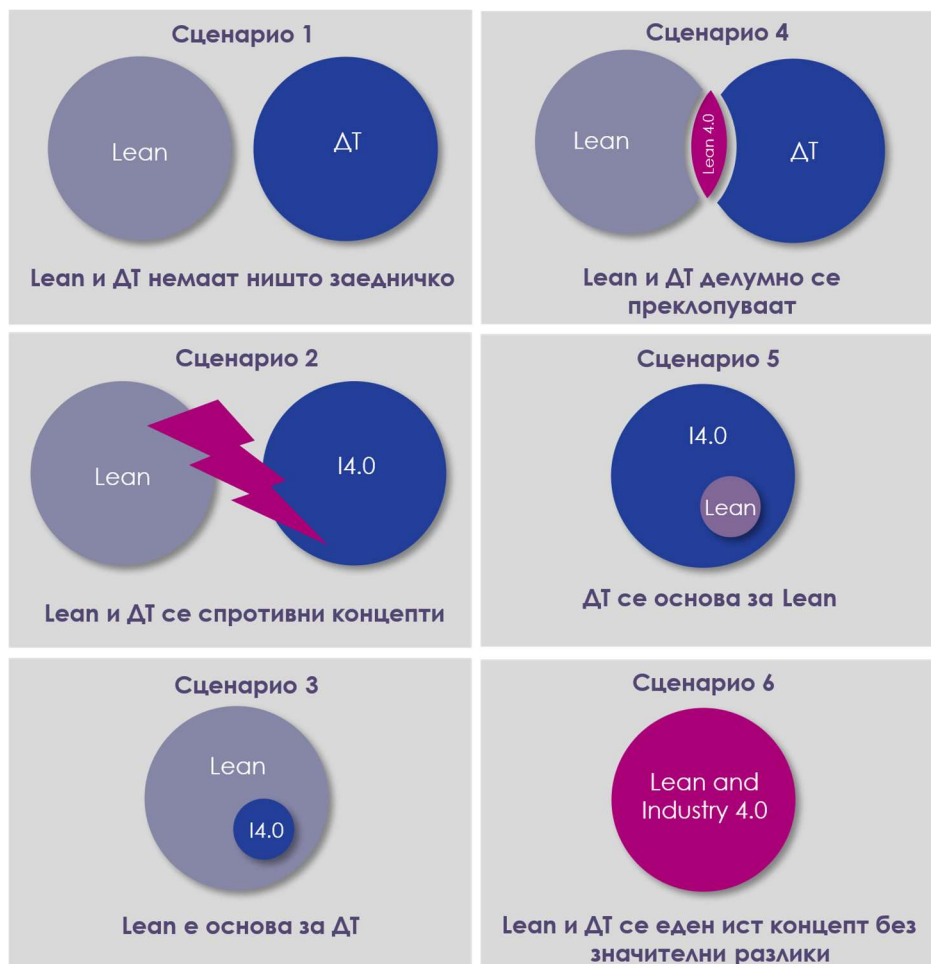 Сценарио 1
Lean
ДТ
Lean и ДТ немаат ништо заедничко
Сценарио 4
Lean
Lean 4.0
ДТ
Lean и ДТ делумно се
преклопуваат
Сценарио 2
Lean
I4.0
Lean и ДТ се спротивни концепти
Сценарио 5
I4.0
Lean
ДТ се основа за Lean
Сценарио 3
Lean
I4.0
Lean е основа за ДТ
Сценарио 6
Lean and
Industry 4.0
Lean и ДТ се еден ист концепт без
значителни разлики